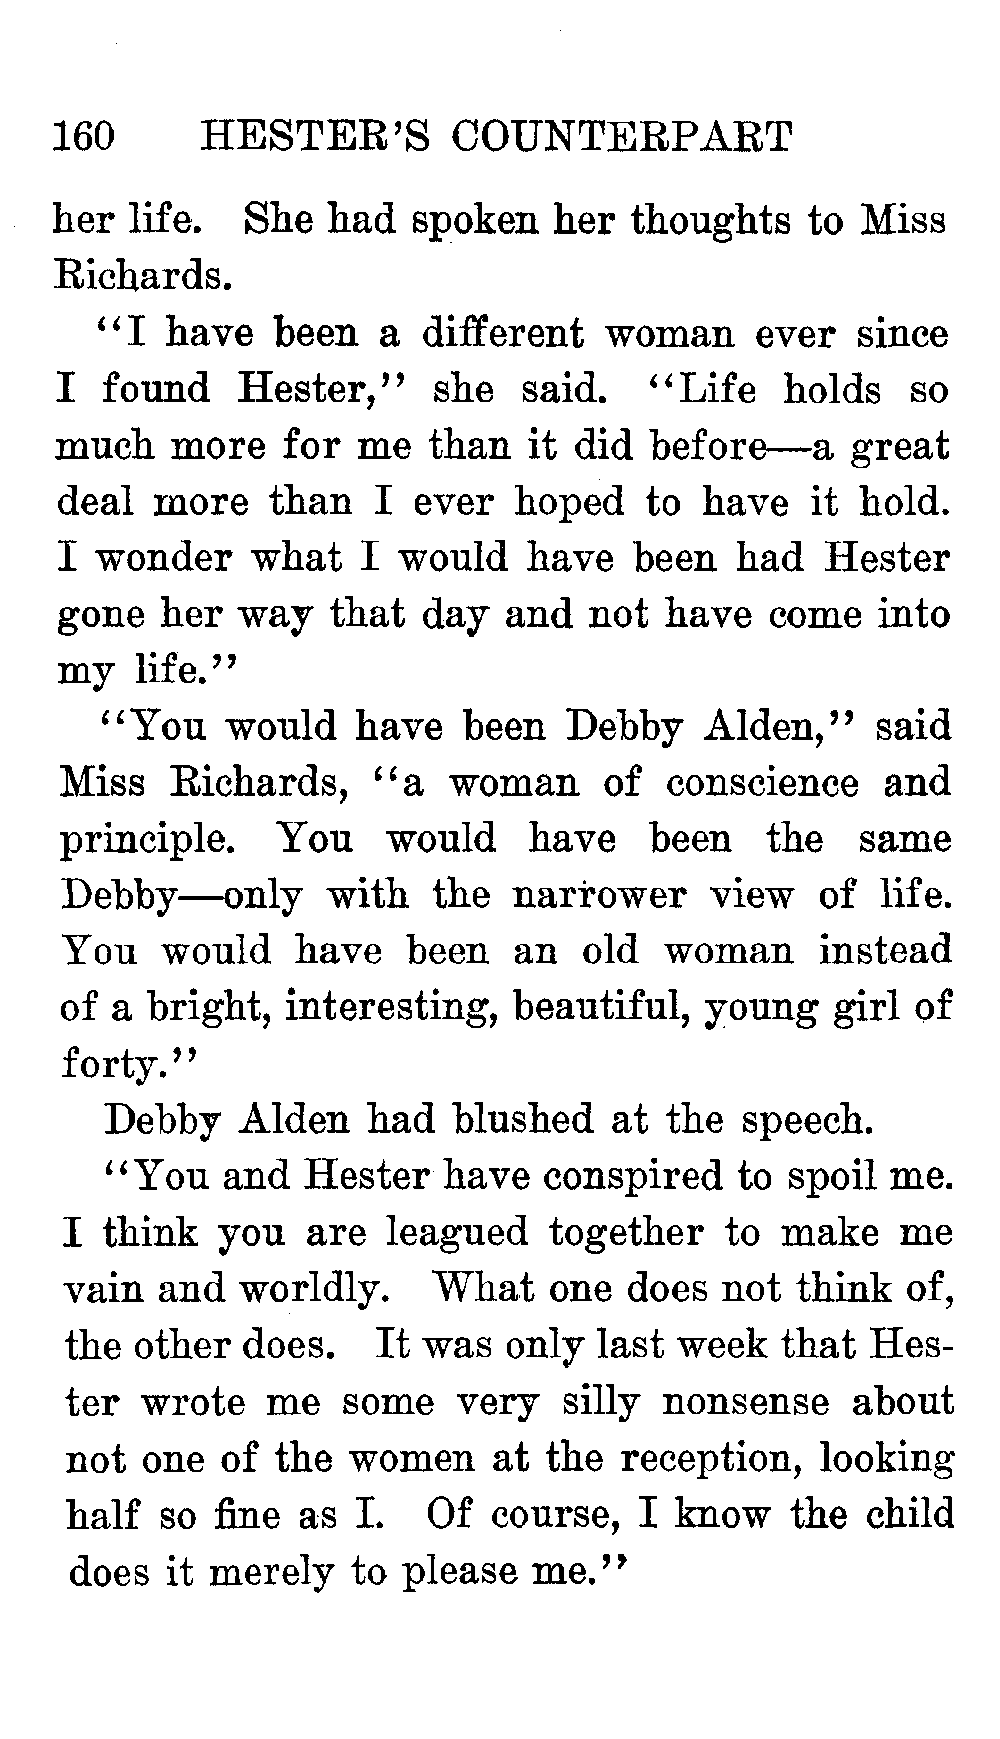 160 HESTER'S COUNTERPART
her life. She had spoken her thoughts to Miss
Richards.
"I have been a different woman ever since
I found Hester," she said. "Life holds so
much more for me than it did before—a great
deal more than I ever hoped to have it hold.
I wonder what I would have been had Hester
gone her way that day and not have come into
my life."
"You would have been Debby Alden," said
Miss Richards, "a woman of conscience and
principle. You would have been the same
Debby—only with the narrower view of life.
You would have been an old woman instead
of a bright, interesting, beautiful, young girl of
forty."
Debby Alden had blushed at the speech.
"You and Hester have conspired to spoil me.
I think you are leagued together to make me
vain and worldly. What one does not think of,
the other does. It was only last week that Hes-
ter wrote me some very silly nonsense about
not one of the women at the reception, looking
half so fine as I. Of course, I know the child
does it merely to please me."